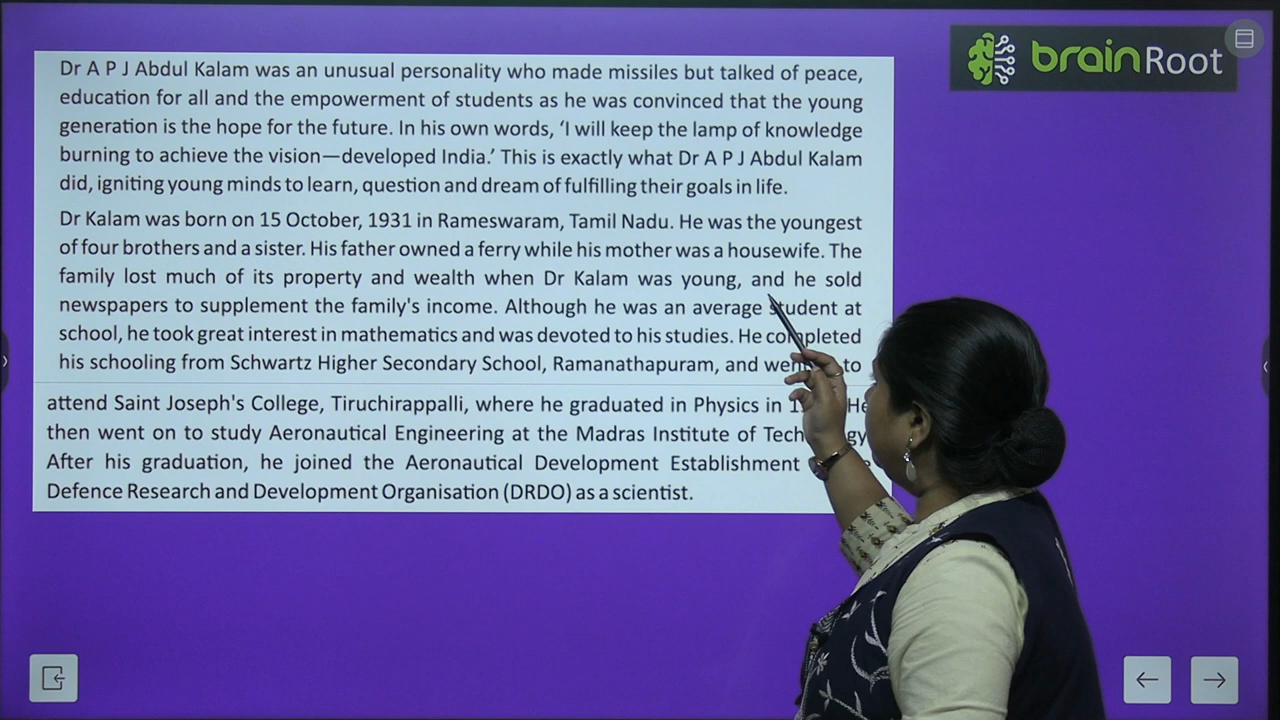 brainRoot
Dr A P J Abdul Kalam was an unusual personality who made missiles but talked of peace,
education for all and the empowerment of students as he was convinced that the young
generation is the hope for the future. In his own words, ‘I will keep the lamp of knowledge
burning to achieve the vision—developed India.’ This is exactly what Dr A P J Abdul Kalam
did, igniting young minds to learn, question and dream of fulfilling their goals in life.
Dr Kalam was born on 15 October, 1931 in Rameswaram, Tamil Nadu. He was the youngest
of four brothers and a sister. His father owned a ferry while his mother was a housewife. The
family lost much of its property and wealth when Dr Kalam was young, and he sold
newspapers to supplement the family's income. Although he was an average student at
school, he took great interest in mathematics and was devoted to his studies. He completed
his schooling from Schwartz Higher Secondary School, Ramanathapuram, and went to
attend Saint Joseph's College, Tiruchirappalli, where he graduated in Physics in He
then went on to study Aeronautical Engineering at the Madras Institute of
After his graduation, he joined the Aeronautical Development Establishment
Defence Research and Development Organisation (DRDO) as a scientist.